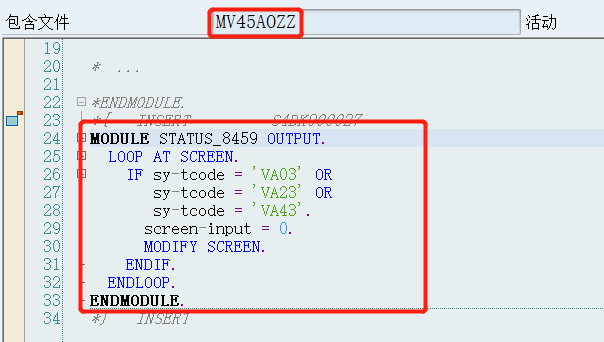 包含文件 MV45AOZZ 活动
19
20 * ...
21
22 *ENDMODULE.
23 *{ INSERT S4DK900027
24 MODULE STATUS_8459 OUTPUT.
25 LOOP AT SCREEN.
26 IF sy-tcode = 'VA03' OR
27 sy-tcode = 'VA23' OR
28 sy-tcode = 'VA43'.
29 screen-input = 0.
30 MODIFY SCREEN.
31 ENDIF.
32 ENDLOOP.
33 ENDMODULE.
34 *} INSERT